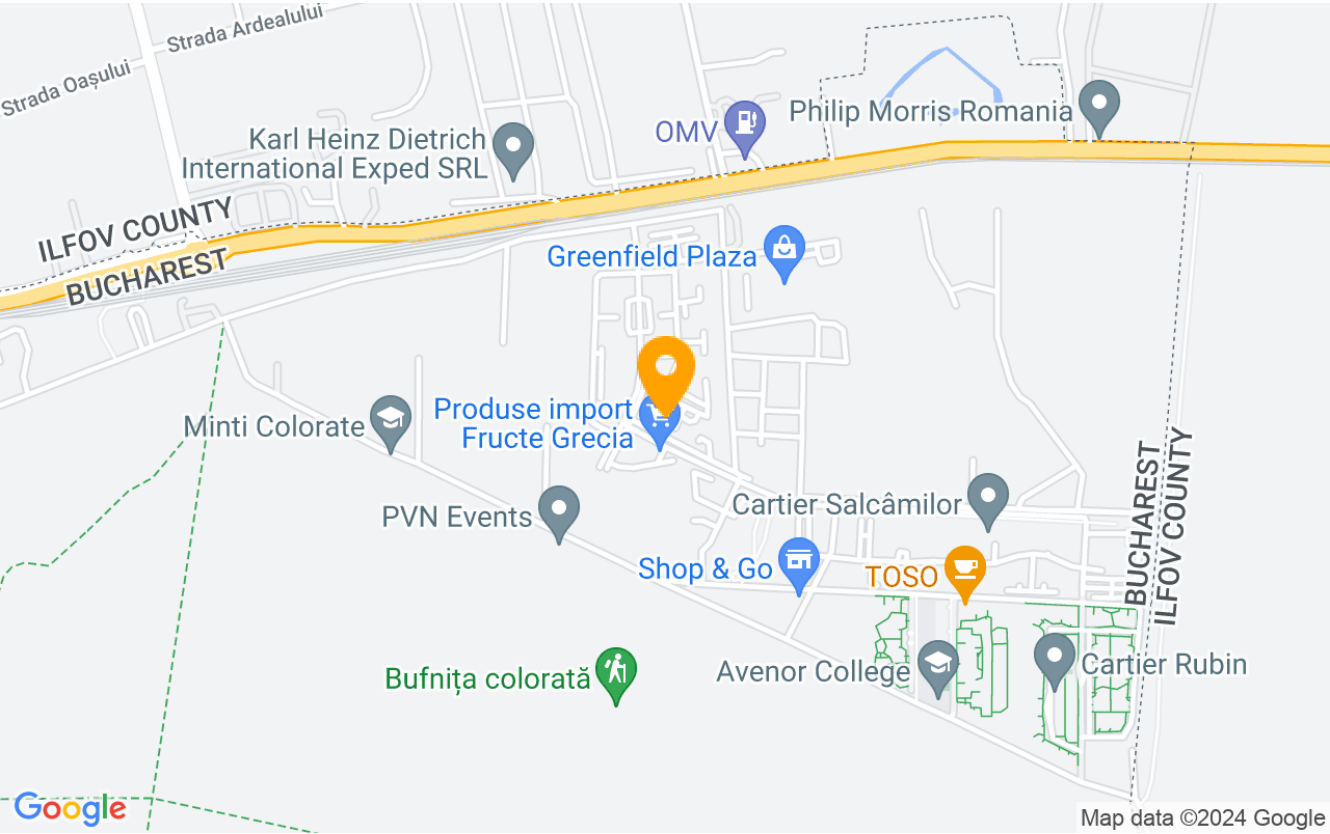 Strada Ardealului
Strada Oașului
Karl Heinz Dietrich
International Exped SRL
OMV
Philip Morris Romania
ILFOV COUNTY
BUCHAREST
Greenfield Plaza
Minti Colorate
Produse import
Fructe Grecia
PVN Events
Cartier Salcâmilor
BUCHAREST
ILFOV COUNTY
Shop & Go
TOSO
Bufnița colorată
Avenor College
Cartier Rubin
Google
Map data ©2024 Google